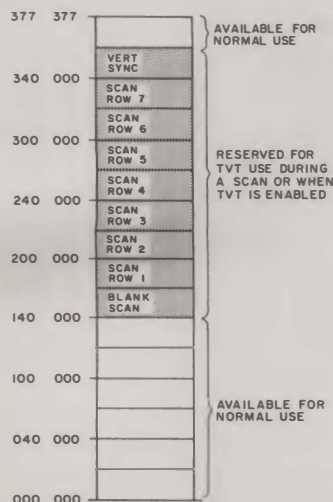 377 377
AVAILABLE FOR
NORMAL USE
VERT
SYNC
340 000
SCAN
ROW 7
SCAN
ROW 6
300 000
SCAN
ROW 5
RESERVED FOR
TVT USE DURING
A SCAN OR WHEN
TVT IS ENABLED
SCAN
ROW 4
240 000
SCAN
ROW 3
SCAN
ROW 2
200 000
SCAN
ROW 1
BLANK
SCAN
140 000
100 000
AVAILABLE FOR
NORMAL USE
040 000
000 000